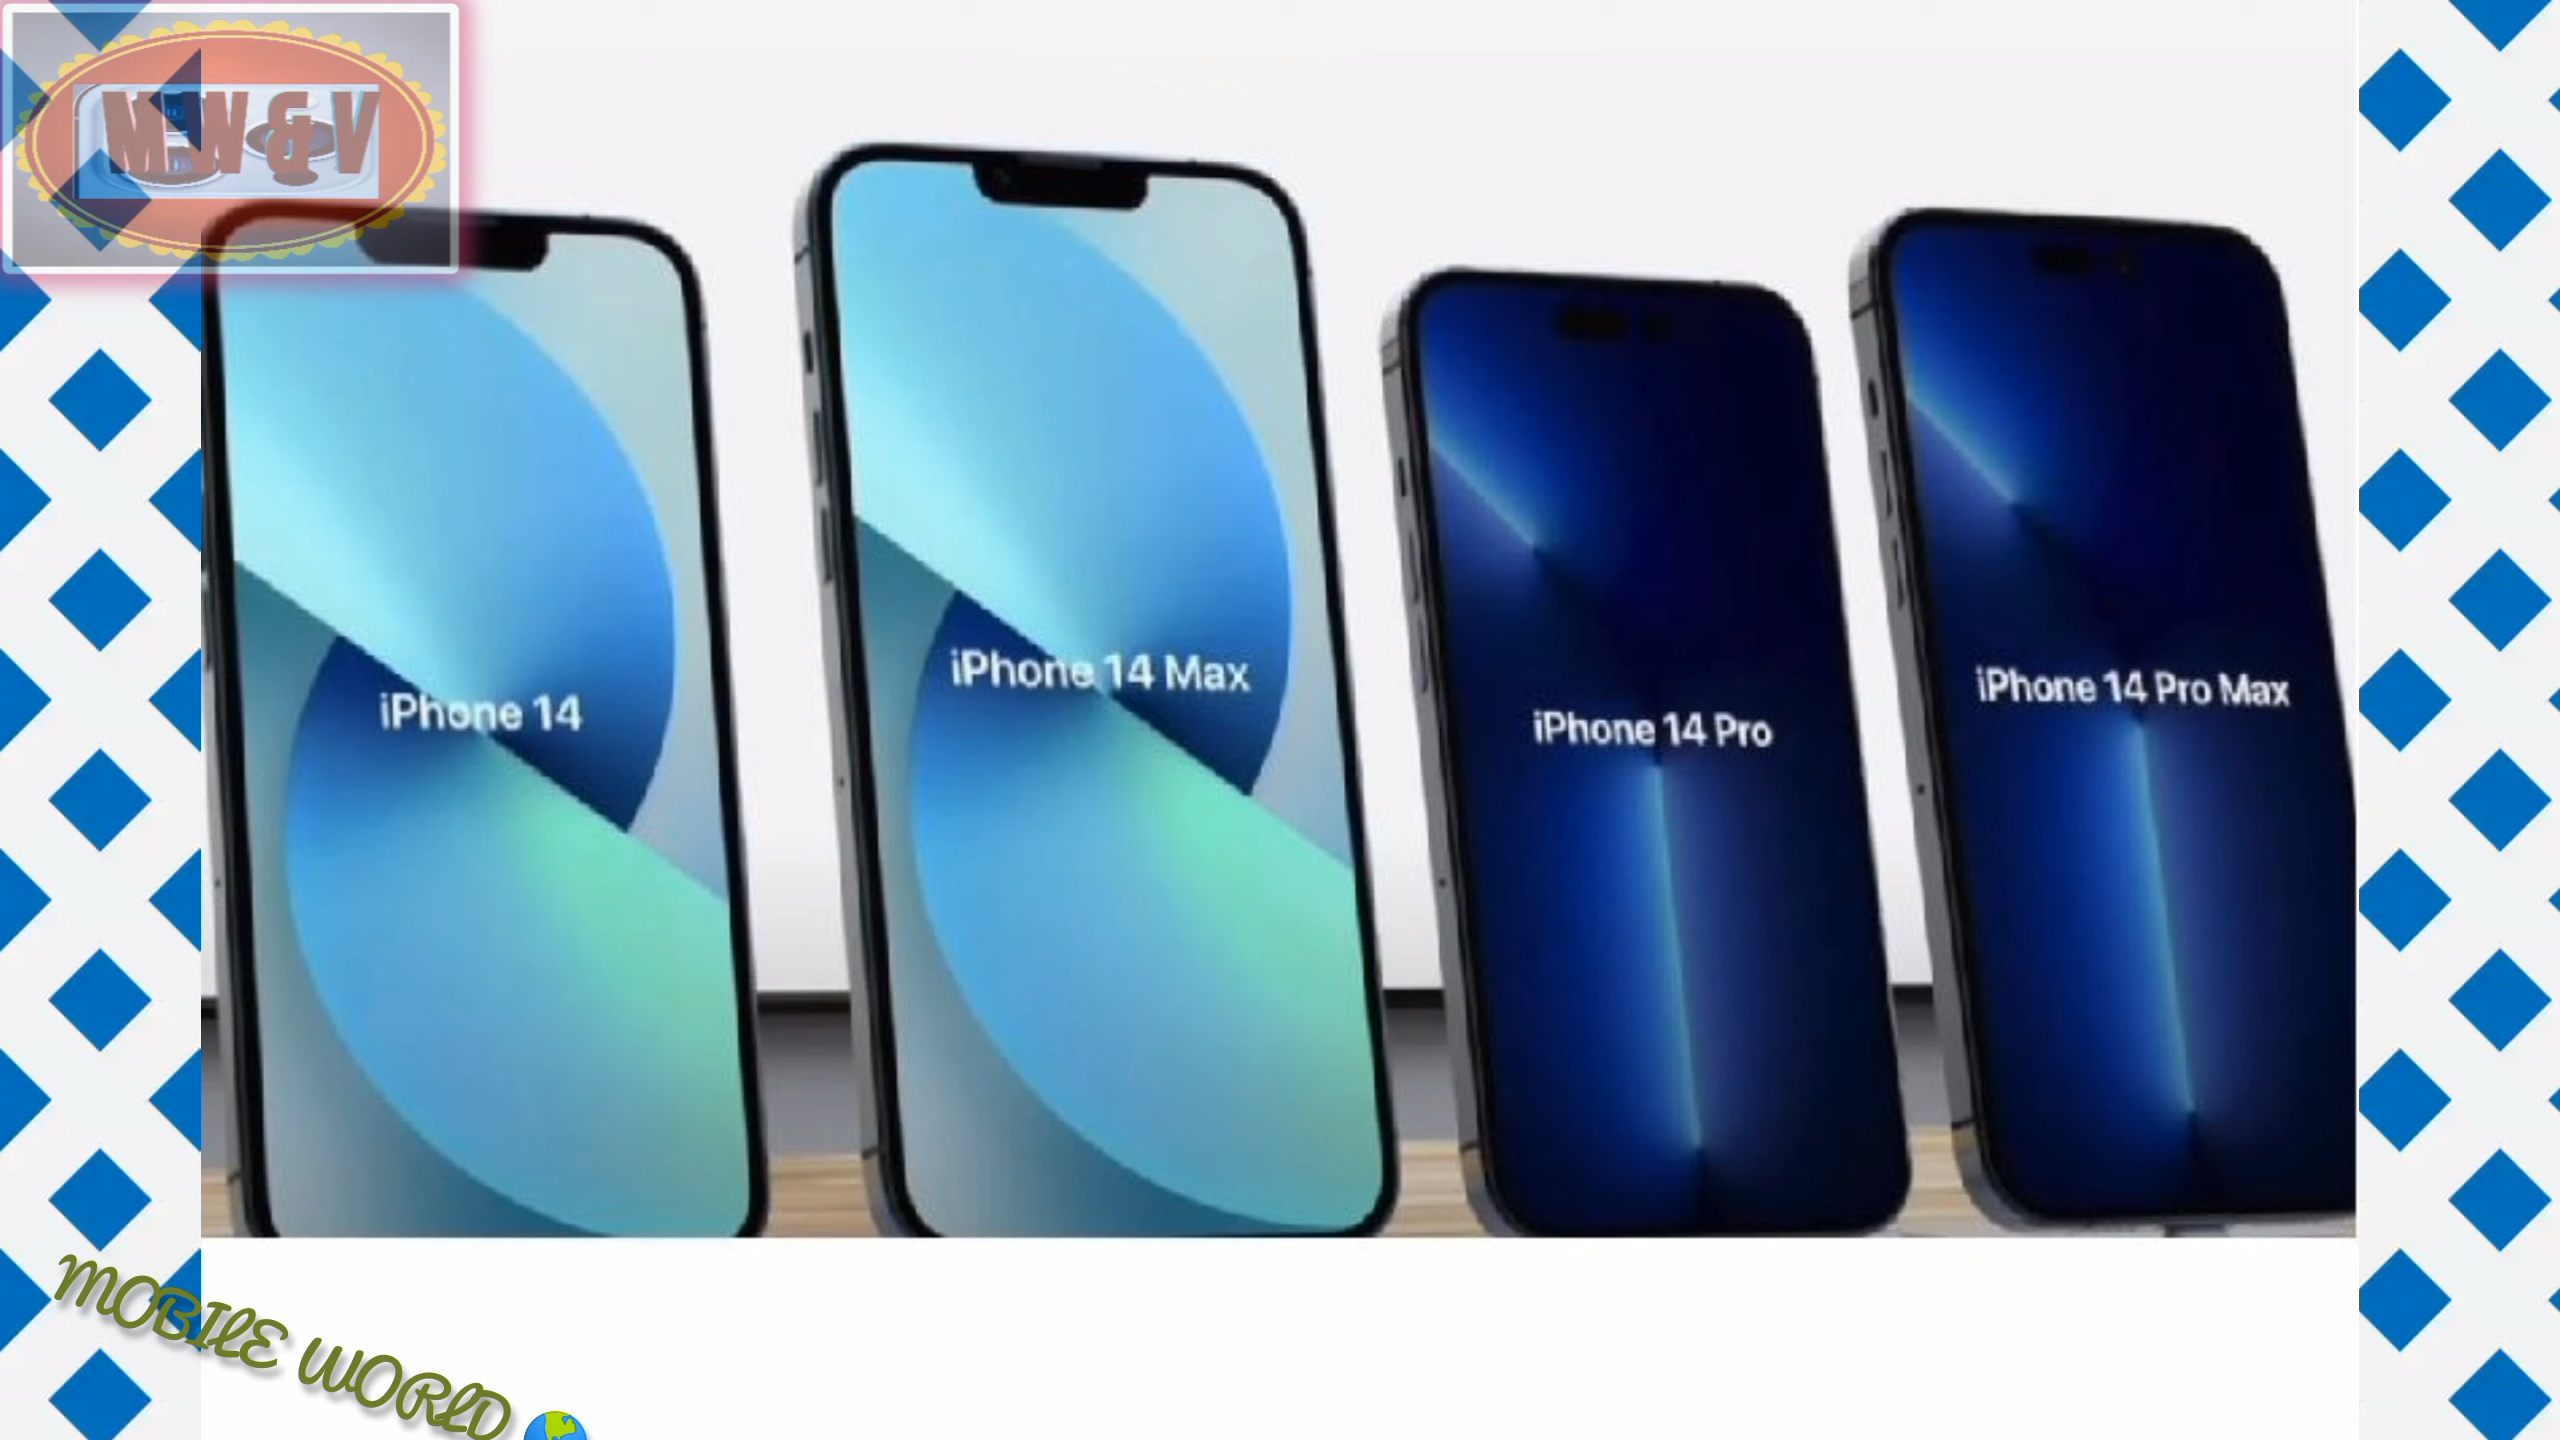 M.W & V
iPhone 14
iPhone 14 Max
iPhone 14 Pro
iPhone 14 Pro Max
MOBILE WORLD